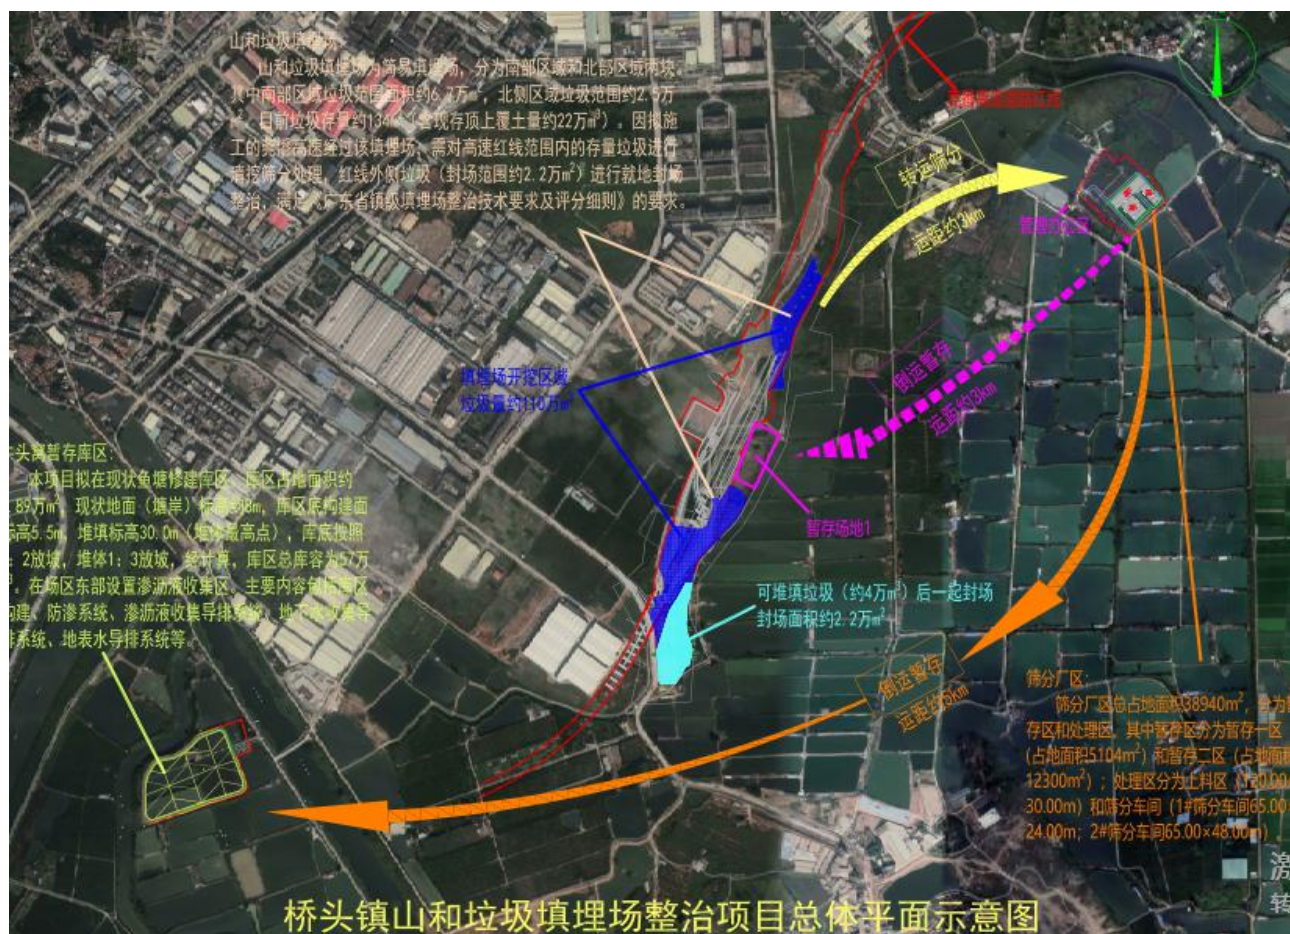 山和垃圾填埋场:
山和垃圾填埋场为简易填埋场，分为南部区域和北部区域两块。
其中南部区域垃圾范围面积约6.7万㎡，北侧区域垃圾范围约2.5万
㎡。目前垃圾存量约134万（含现存顶上覆土量约22万m³）。因拟施
工的莞惠高速经过该填埋场，需对高速红线范围内的存量垃圾进行
清挖筛分处理，红线外侧垃圾（封场范围约2.2万m²）进行就地封场
整治，满足《广东省镇级填埋场整治技术要求及评分细则》的要求。
转运筛分
运距约3km
管理办公区
倒运暂存
运距约3km
填埋场开挖区域
垃圾量约110万m³
头窝暂存库区:
本项目拟在现状鱼塘修建库区，库区占地面积约
89万m²，现状地面（塘岸）标高约8m，库区底构建面
标高5.5m，堆填标高30.0m（堆体最高点），库底按照
: 2放坡，堆体1: 3放坡，经计算，库区总库容为57万
。在场区东部设置渗沥液收集区。主要内容包括库区
构建、防渗系统、渗沥液收集导排系统、地下水收集导
排系统、地表水导排系统等。
暂存场地1
可堆填垃圾（约4万m³）后一起封场
封场面积约2.2万m²
倒运暂存
运距约5km
筛分厂区:
筛分厂区总占地面积38940m²，分为暂
存区和处理区，其中暂存区分为暂存一区
(占地面积5104m²）和暂存二区（占地面积
12300m²）；处理区分为上料区（120.00×
30.00m）和筛分车间（1#筛分车间65.00×
24.00m；2#筛分车间65.00×48.00m）。
激
转
桥头镇山和垃圾填埋场整治项目总体平面示意图